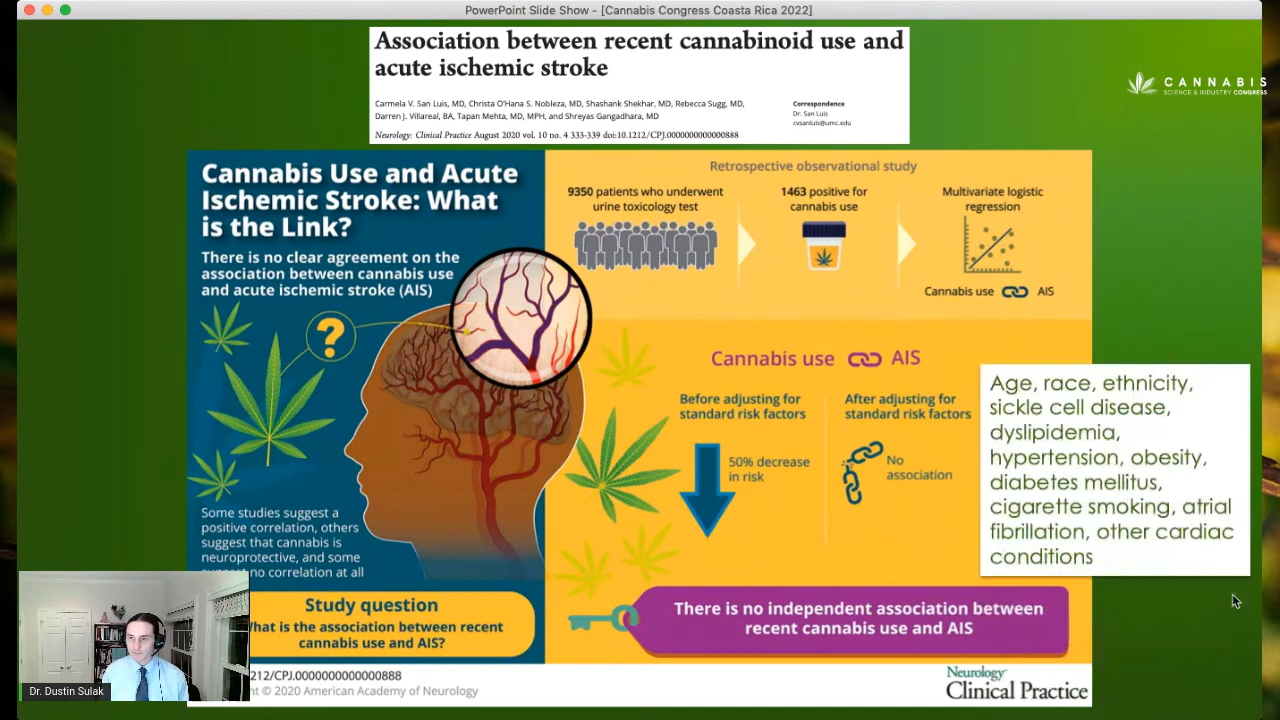 PowerPoint Slide Show - [Cannabis Congress Coasta Rica 2022]
Association between recent cannabinoid use and
acute ischemic stroke
Carmela V. San Luis, MD, Christa O'Hana S. Nobleza, MD, Shashank Shekhar, MD, Rebecca Sugg, MD,
Darren J. Villareal, BA, Tapan Mehta, MD, MPH, and Shreyas Gangadhara, MD
Correspondence
Dr. San Luis
cvsanluis@umc.edu
Neurology: Clinical Practice August 2020 vol. 10 no. 4 333-339 doi:10.1212/CPJ.0000000000000888
CANNABIS
SCIENCE & INDUSTRY CONGRESS
Cannabis Use and Acute
Ischemic Stroke: What
is the Link?
There is no clear agreement on the
association between cannabis use
and acute ischemic stroke (AIS)
?
Some studies suggest a
positive correlation, others
suggest that cannabis is
neuroprotective, and some
suggest no correlation at all
Study question
What is the association between recent
cannabis use and AIS?
Retrospective observational study
9350 patients who underwent
urine toxicology test
1463 positive for
cannabis use
Multivariate logistic
regression
Cannabis use AIS
Cannabis use AIS
Before adjusting for
standard risk factors
50% decrease
in risk
After adjusting for
standard risk factors
No
association
Age, race, ethnicity,
sickle cell disease,
dyslipidemia,
hypertension, obesity,
diabetes mellitus,
cigarette smoking, atrial
fibrillation, other cardiac
conditions
There is no independent association between
recent cannabis use and AIS
212/CPJ.0000000000000888
© 2020 American Academy of Neurology
Neurology
Clinical Practice
Dr. Dustin Sulak